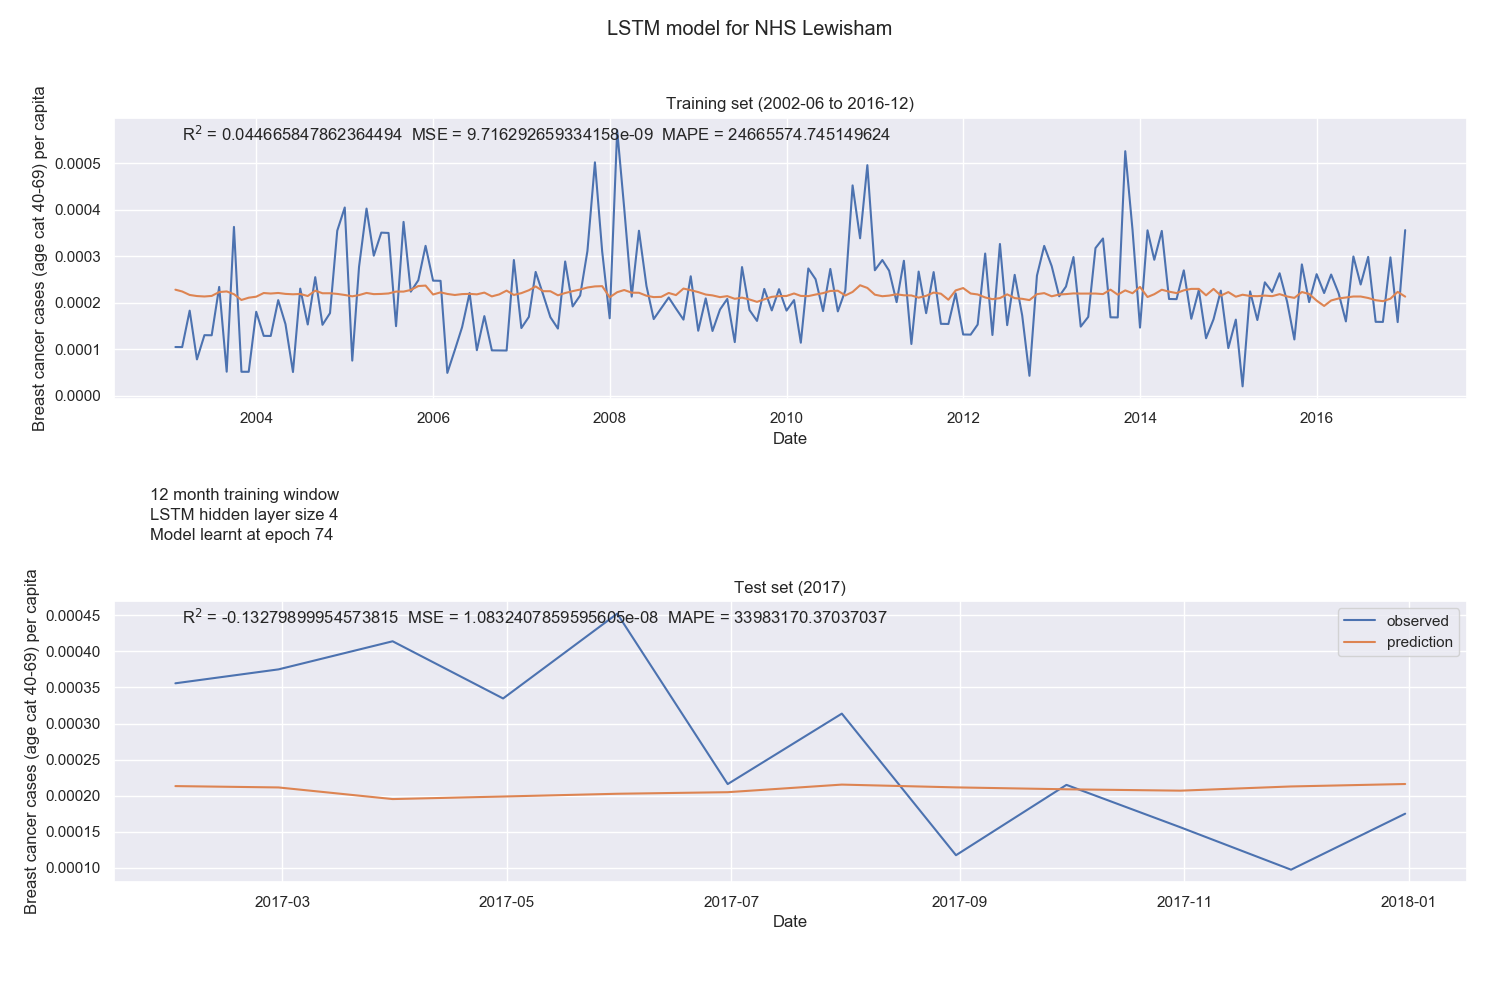 LSTM model for NHS Lewisham
Training set (2002-06 to 2016-12)
R² = 0.044665847862364494 MSE = 9.716292659334158e-09 MAPE = 24665574.745149624
Breast cancer cases (age cat 40-69) per capita
0.0005
0.0004
0.0003
0.0002
0.0001
0.0000
2004 2006 2008 2010 2012 2014 2016
Date
12 month training window
LSTM hidden layer size 4
Model learnt at epoch 74
Test set (2017)
R² = -0.13279899954573815 MSE = 1.0832407859595605e-08 MAPE = 33983170.37037037
observed
prediction
Breast cancer cases (age cat 40-69) per capita
0.00045
0.00040
0.00035
0.00030
0.00025
0.00020
0.00015
0.00010
2017-03 2017-05 2017-07 2017-09 2017-11 2018-01
Date